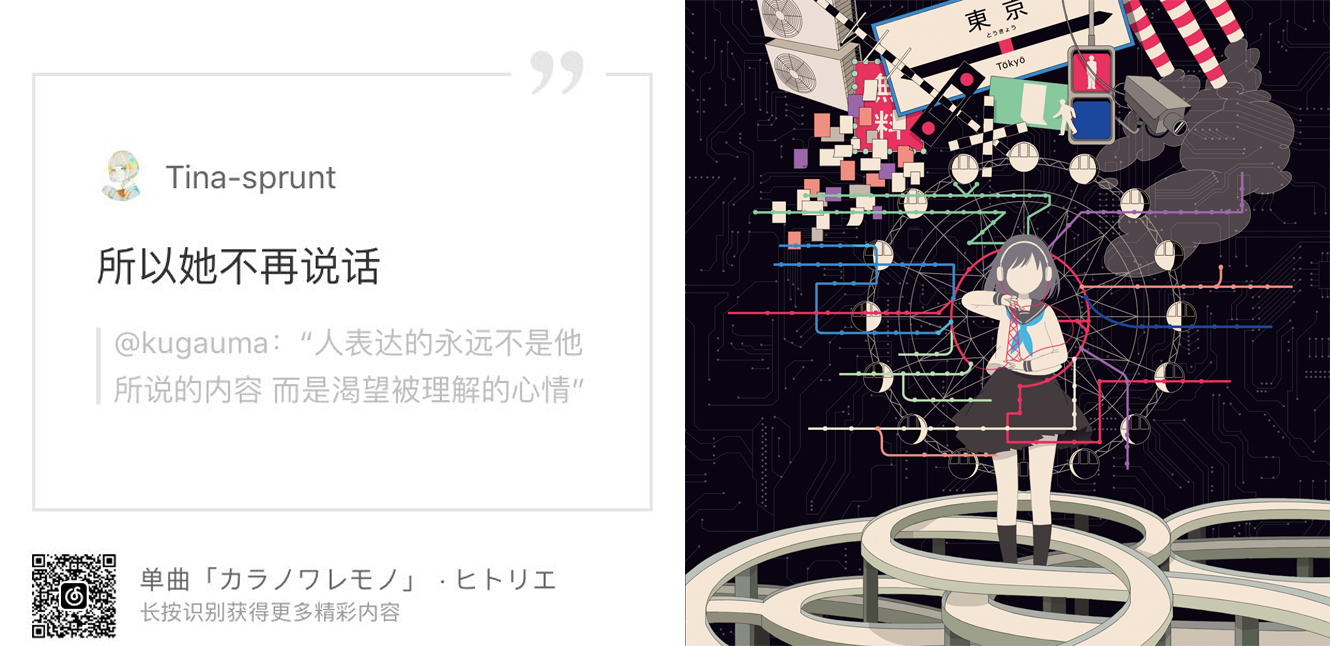 ”
Tina-sprunt
所以她不再说话
@kugauma：“人表达的永远不是他
所说的内容 而是渴望被理解的心情”
单曲「カラノワレモノ」 · ヒトリエ
长按识别获得更多精彩内容
東京
とうきょう
Tōkyō
無料